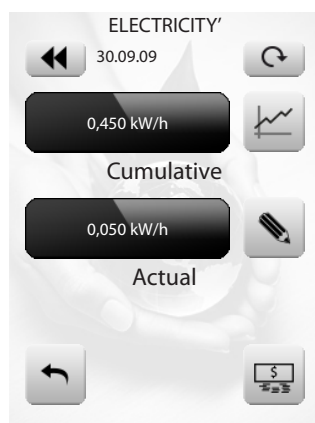 ELECTRICITY’
30.09.09
0,450 kW/h
Cumulative
0,050 kW/h
Actual
$